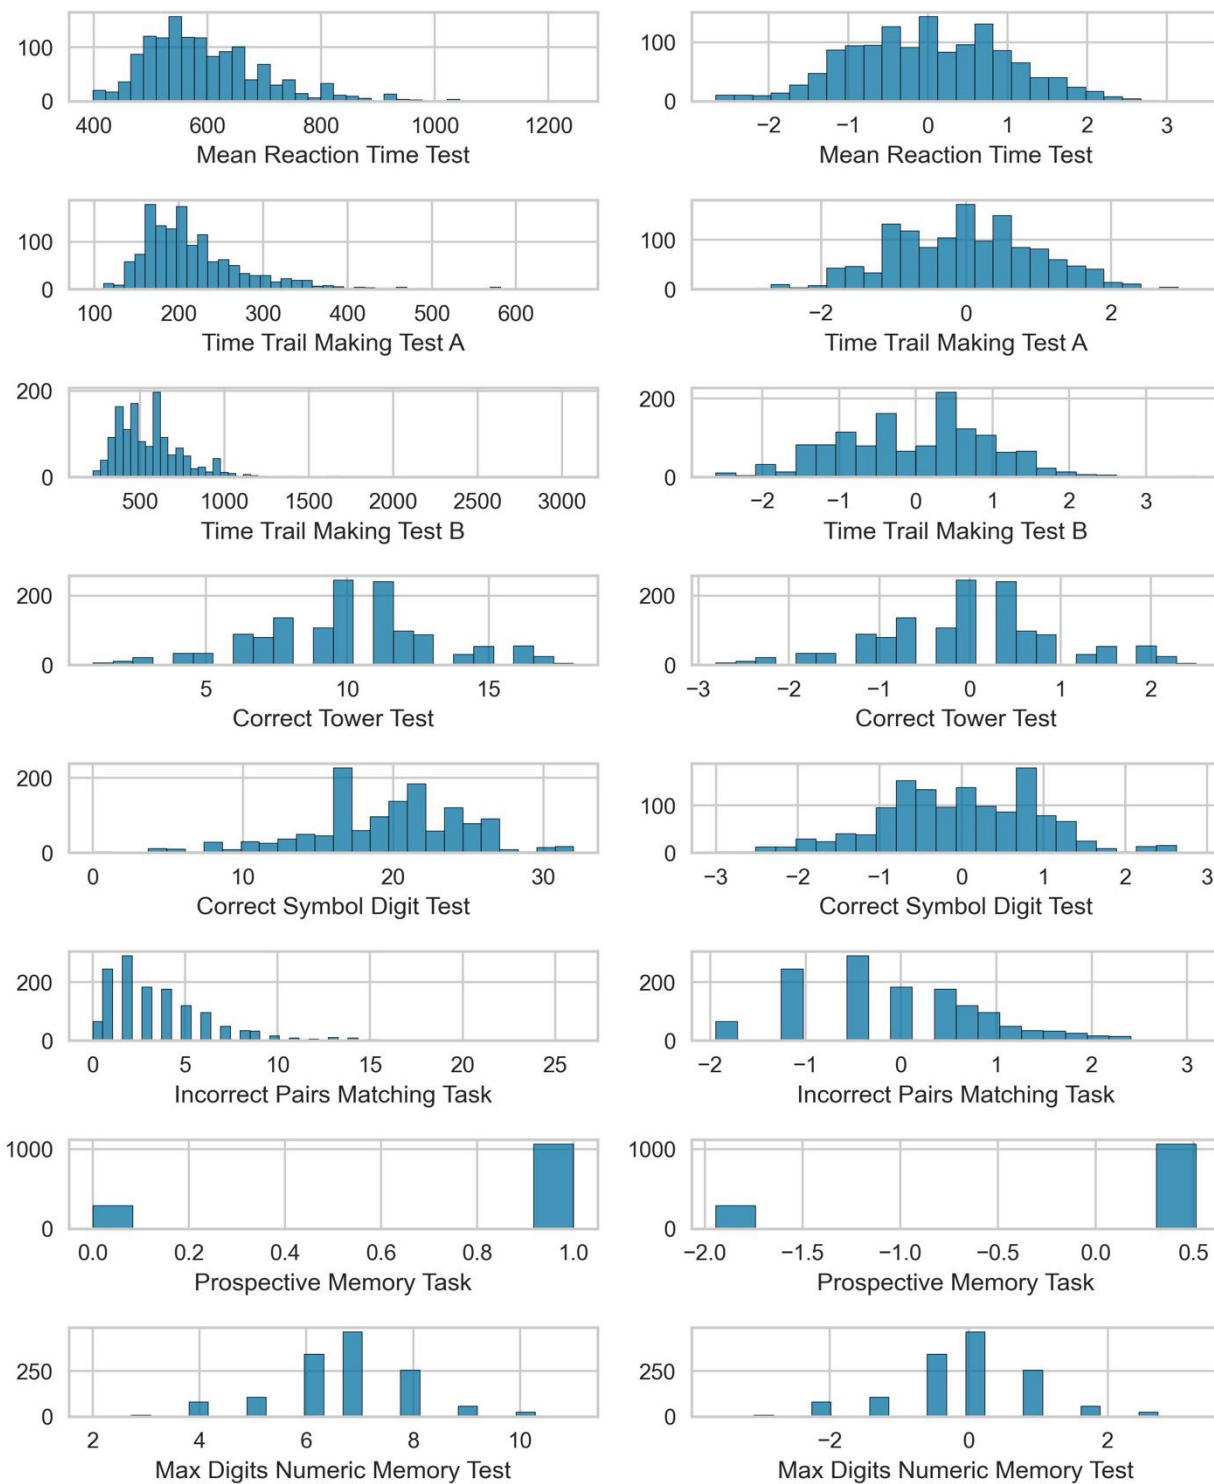 100
0
400 600 800 1000 1200
Mean Reaction Time Test
100
0
−2 −1 0 1 2 3
Mean Reaction Time Test
100
0
100 200 300 400 500 600
Time Trail Making Test A
100
0
−2 0 2
Time Trail Making Test A
200
0
500 1000 1500 2000 2500 3000
Time Trail Making Test B
200
0
−2 −1 0 1 2 3
Time Trail Making Test B
200
0
5 10 15
Correct Tower Test
200
0
−3 −2 −1 0 1 2
Correct Tower Test
200
0
0 10 20 30
Correct Symbol Digit Test
100
0
−3 −2 −1 0 1 2 3
Correct Symbol Digit Test
200
0
0 5 10 15 20 25
Incorrect Pairs Matching Task
200
0
−2 −1 0 1 2 3
Incorrect Pairs Matching Task
1000
0
0.0 0.2 0.4 0.6 0.8 1.0
Prospective Memory Task
1000
0
−2.0 −1.5 −1.0 −0.5 0.0 0.5
Prospective Memory Task
250
0
2 4 6 8 10
Max Digits Numeric Memory Test
250
0
−2 0 2
Max Digits Numeric Memory Test